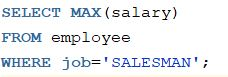 SELECT MAX(salary)
FROM employee
WHERE job='SALESMAN';